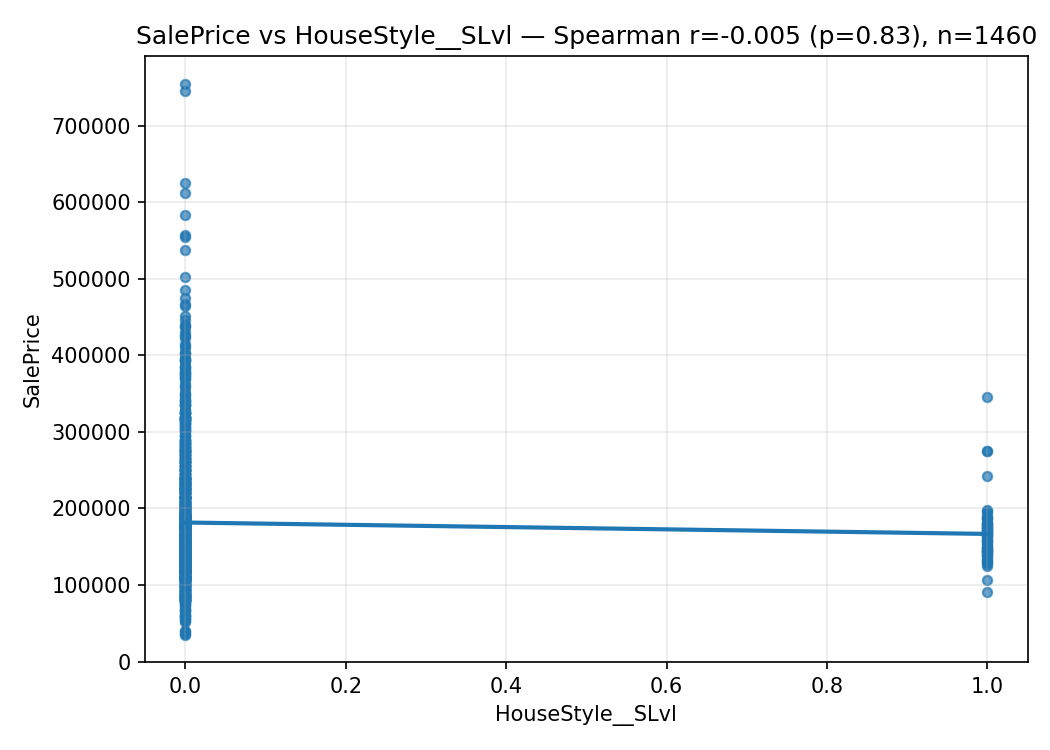 SalePrice vs HouseStyle__SLvl — Spearman r=-0.005 (p=0.83), n=1460
SalePrice
700000
600000
500000
400000
300000
200000
100000
0
0.0 0.2 0.4 0.6 0.8 1.0
HouseStyle__SLvl